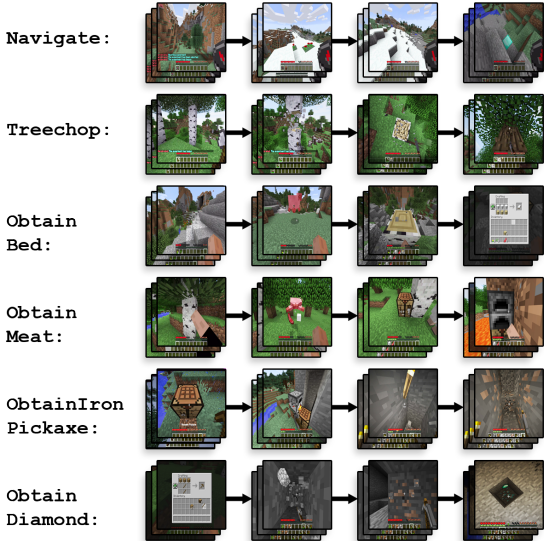 Navigate:
Treechop:
Obtain
Bed:
Obtain
Meat:
ObtainIron
Pickaxe:
Obtain
Diamond: